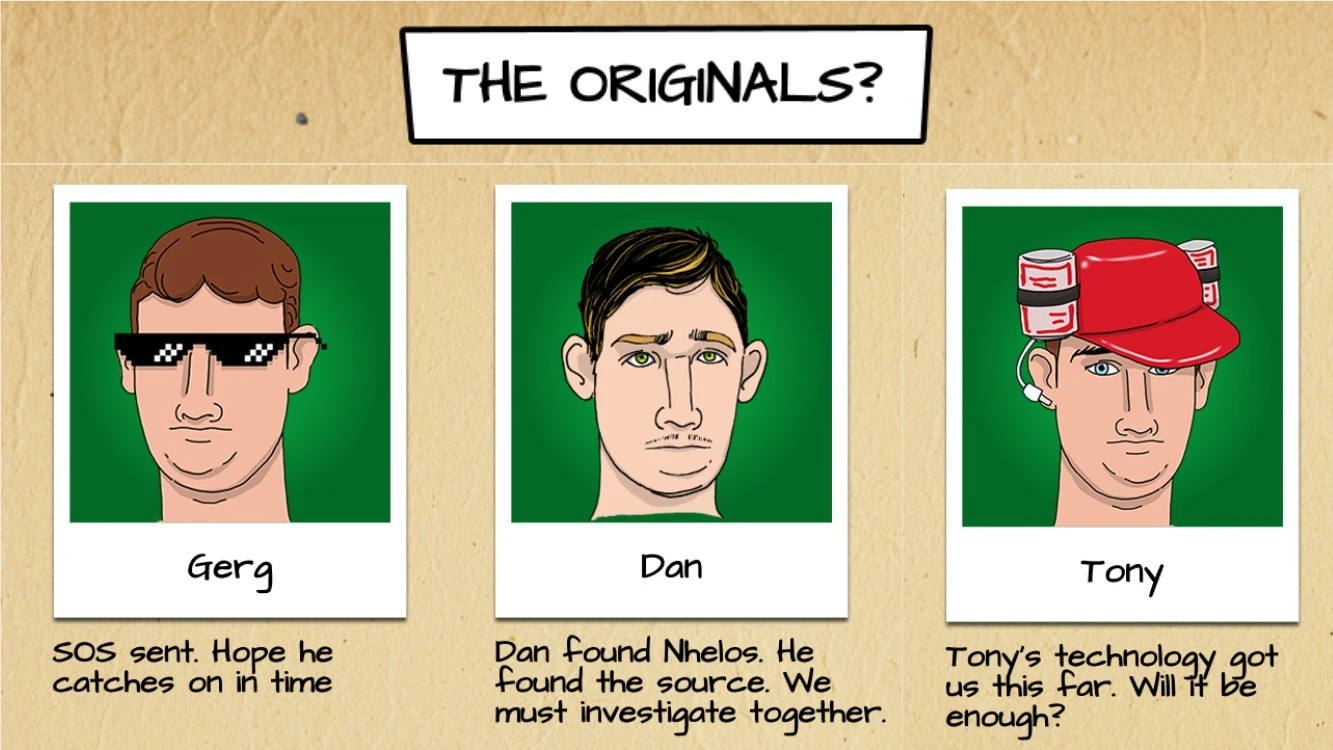 THE ORIGINALS?
Gerg
SOS sent. Hope he
catches on in time
Dan
Dan found Nhelos. He
found the source. We
must investigate together.
Tony
Tony's technology got
us this far. Will it be
enough?